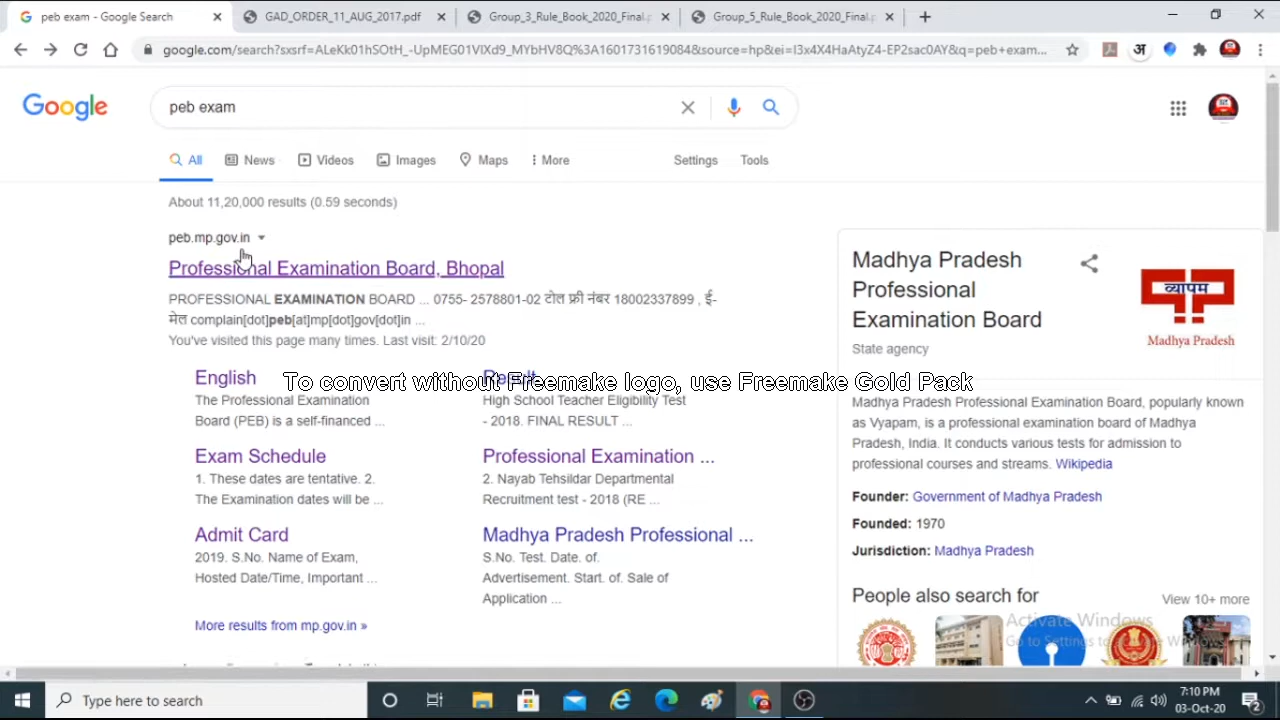 peb exam - Google Search
GAD_ORDER_11_AUG_2017.pdf
Group_3_Rule_Book_2020_Final.p
Group_5_Rule_Book_2020_Final.p
google.com/search?sxsrf=ALeKk01hSOtH_-UpMEG01VIXd9_MYbHV8Q%3A1601731619084&source=hp&ei=I3x4X4HaAtyZ4-EP2sac0AY&q=peb+exam...
अ
Google
peb exam
All
News
Videos
Images
Maps
More
Settings
Tools
About 11,20,000 results (0.59 seconds)
peb.mp.gov.in
Professional Examination Board, Bhopal
PROFESSIONAL EXAMINATION BOARD ... 0755- 2578801-02 टोल फ्री नंबर 18002337899 , ई-
मेल complain[dot]peb[at]mp[dot]gov[dot]in ...
You've visited this page many times. Last visit: 2/10/20
English
The Professional Examination
Board (PEB) is a self-financed ...
Result
High School Teacher Eligibility Test
- 2018. FINAL RESULT ...
To convert without Freemake logo, use Freemake Gold Pack
Exam Schedule
1. These dates are tentative. 2.
The Examination dates will be ...
Professional Examination ...
2. Nayab Tehsildar Departmental
Recruitment test - 2018 (RE ...
Admit Card
2019. S.No. Name of Exam,
Hosted Date/Time, Important ...
Madhya Pradesh Professional ...
S.No. Test. Date. of.
Advertisement. Start. of. Sale of
Application ...
More results from mp.gov.in »
Madhya Pradesh
Professional
Examination Board
State agency
व्यापम
Madhya Pradesh
Madhya Pradesh Professional Examination Board, popularly known
as Vyapam, is a professional examination board of Madhya
Pradesh, India. It conducts various tests for admission to
professional courses and streams. Wikipedia
Founder: Government of Madhya Pradesh
Founded: 1970
Jurisdiction: Madhya Pradesh
People also search for
View 10+ more
Activate Windows
Go to Settings to activate Windows.
Type here to search
7:10 PM
03-Oct-20
2